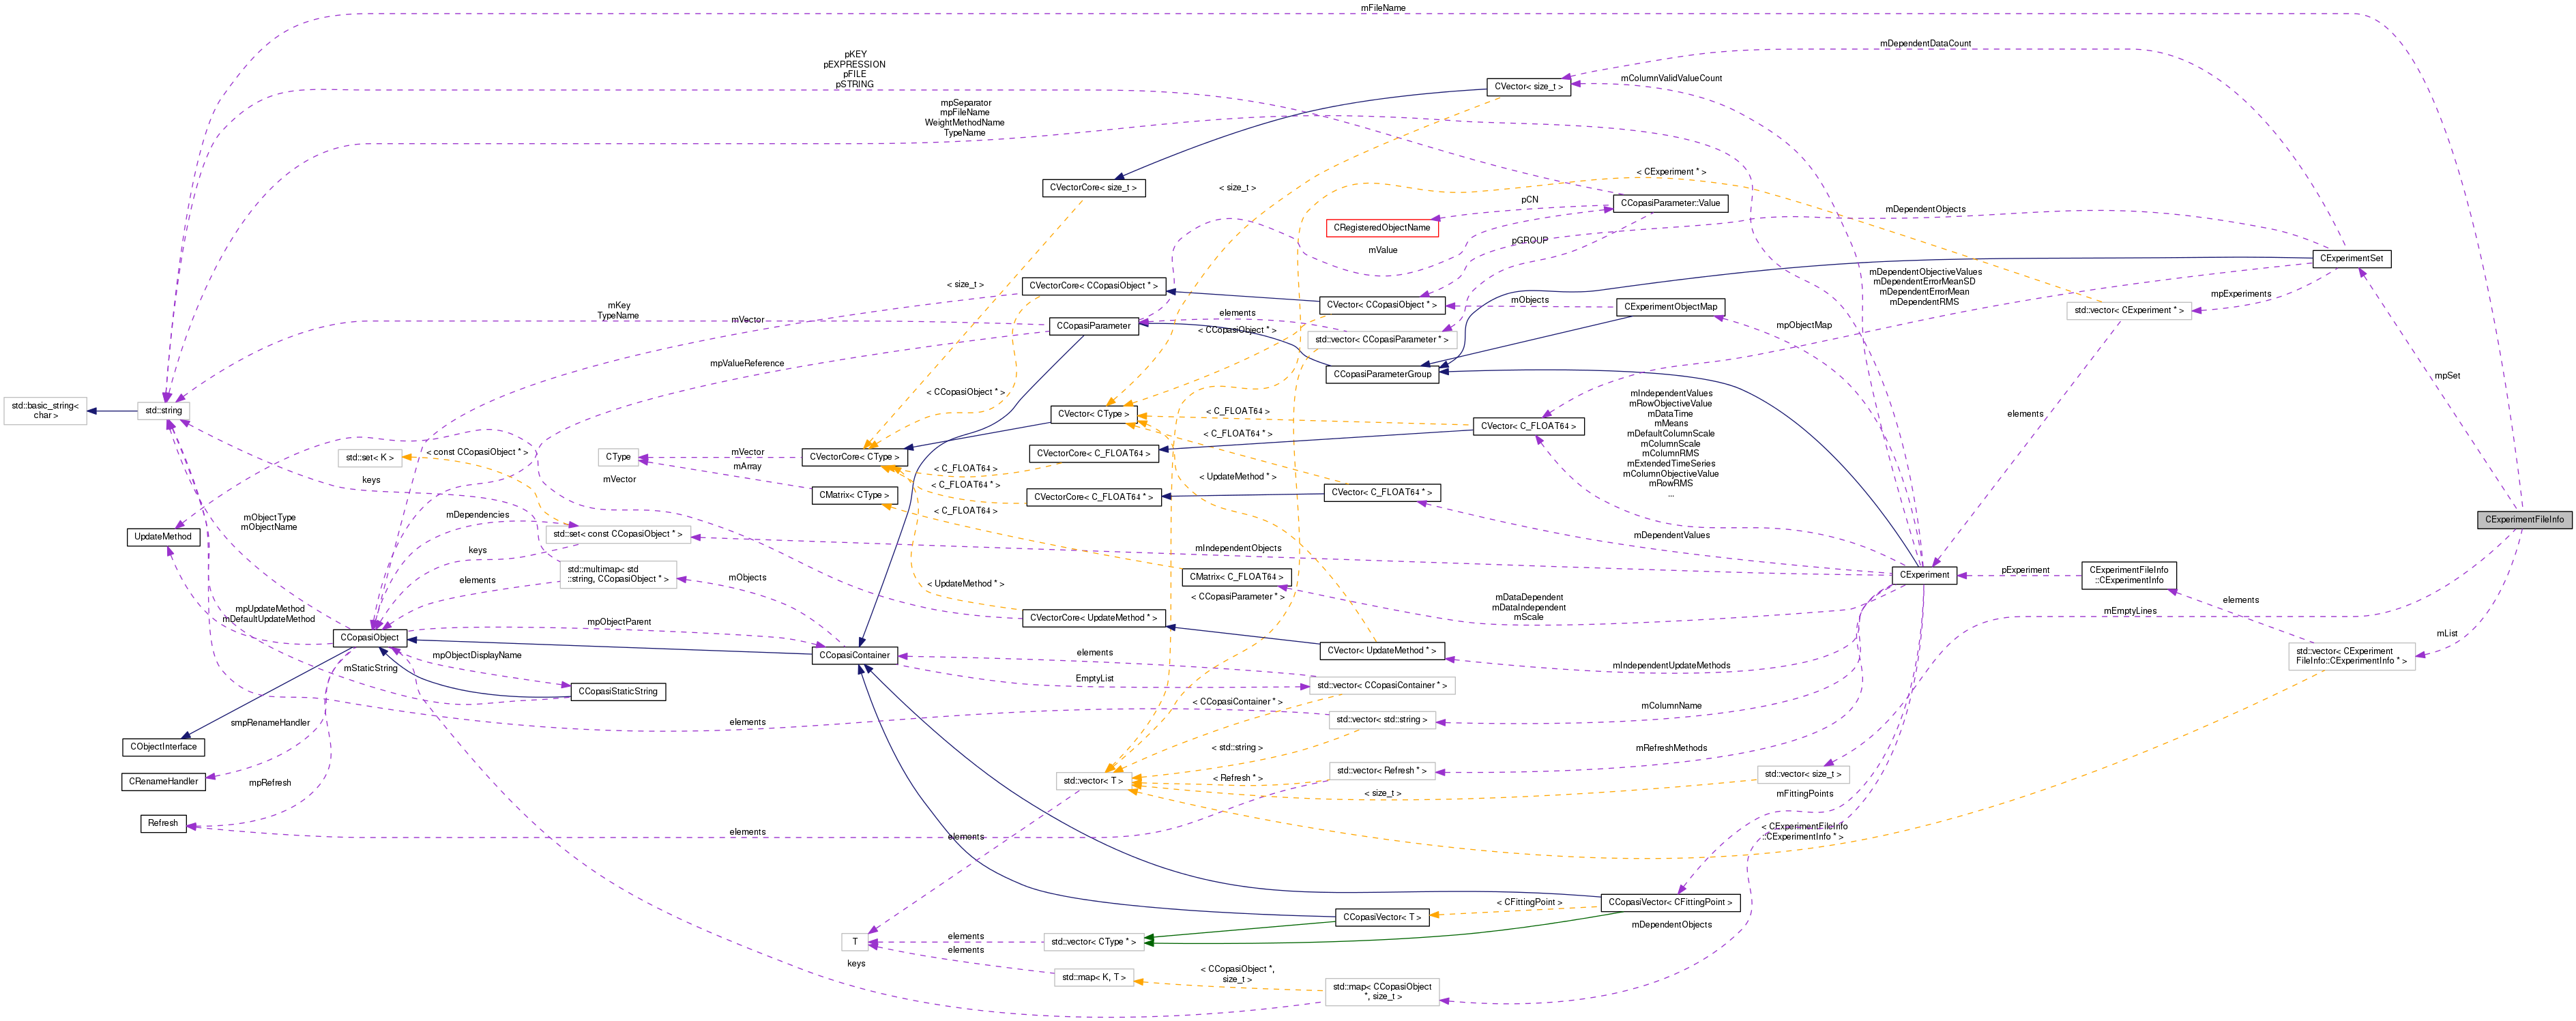 mFileName
mDependentDataCount
pKEY
pEXPRESSION
pFILE
pSTRING
mColumnValidValueCount
CVector< size_t >
mpSeparator
mpFileName
WeightMethodName
TypeName
< CExperiment * >
CVectorCore< size_t >
< size_t >
pCN
CCopasiParameter::Value
mDependentObjects
CRegisteredObjectName
pGROUP
mValue
CExperimentSet
mDependentObjectiveValues
mDependentErrorMeanSD
mDependentErrorMean
mDependentRMS
< size_t >
CVectorCore< CCopasiObject * >
mpExperiments
mKey
TypeName
mVector
CVector< CCopasiObject * >
mObjects
CExperimentObjectMap
std::vector< CExperiment * >
elements
CCopasiParameter
< CCopasiObject * >
mpObjectMap
std::vector< CCopasiParameter * >
mpValueReference
CCopasiParameterGroup
mpSet
< CCopasiObject * >
mIndependentValues
mRowObjectiveValue
mDataTime
mMeans
mDefaultColumnScale
mColumnScale
mColumnRMS
mExtendedTimeSeries
mColumnObjectiveValue
mRowRMS
...
std::basic_string<
char >
std::string
CVector< CType >
< C_FLOAT64 >
CVector< C_FLOAT64 >
elements
< C_FLOAT64 * >
< const CCopasiObject * >
std::set< K >
CType
mVector
CVectorCore< CType >
CVectorCore< C_FLOAT64 >
mArray
< C_FLOAT64 >
keys
mVector
< C_FLOAT64 * >
< UpdateMethod * >
CMatrix< CType >
CVectorCore< C_FLOAT64 * >
CVector< C_FLOAT64 * >
< C_FLOAT64 >
mObjectType
mObjectName
mDependencies
UpdateMethod
std::set< const CCopasiObject * >
mDependentValues
CExperimentFileInfo
keys
mIndependentObjects
std::multimap< std
::string, CCopasiObject * >
elements
mObjects
CMatrix< C_FLOAT64 >
CExperiment
pExperiment
CExperimentFileInfo
::CExperimentInfo
< UpdateMethod * >
< CCopasiParameter * >
mDataDependent
mDataIndependent
mScale
elements
mEmptyLines
mpUpdateMethod
mDefaultUpdateMethod
mpObjectParent
CVectorCore< UpdateMethod * >
CCopasiObject
mList
CVector< UpdateMethod * >
CCopasiContainer
elements
mpObjectDisplayName
mStaticString
mIndependentUpdateMethods
std::vector< CExperiment
FileInfo::CExperimentInfo * >
EmptyList
std::vector< CCopasiContainer * >
CCopasiStaticString
< CCopasiContainer * >
mColumnName
smpRenameHandler
elements
std::vector< std::string >
CObjectInterface
< std::string >
mRefreshMethods
CRenameHandler
mpRefresh
std::vector< T >
< Refresh * >
std::vector< Refresh * >
std::vector< size_t >
< size_t >
mFittingPoints
Refresh
elements
elements
< CExperimentFileInfo
::CExperimentInfo * >
CCopasiVector< T >
< CFittingPoint >
CCopasiVector< CFittingPoint >
mDependentObjects
T
elements
std::vector< CType * >
elements
keys
std::map< K, T >
< CCopasiObject *,
size_t >
std::map< CCopasiObject
*, size_t >